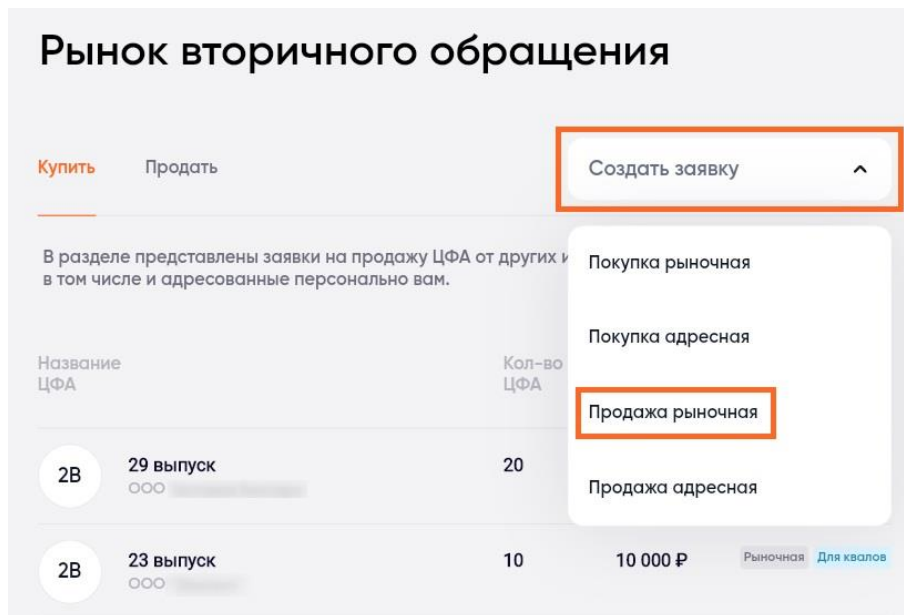 Рынок вторичного обращения
Купить Продать
Создать заявку
В разделе представлены заявки на продажу ЦФА от других и
в том числе и адресованные персонально вам.
Покупка рыночная
Покупка адресная
Продажа рыночная
Продажа адресная
Название
ЦФА
Кол-во
ЦФА
2В
29 выпуск
ООО
20
2В
23 выпуск
ООО
10
10 000 ₽
Рыночная
Для квалов